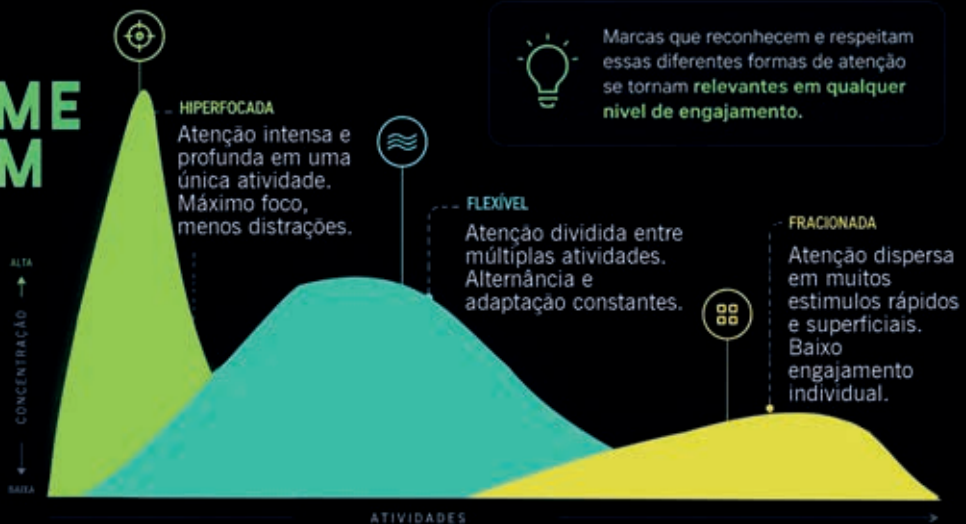 ME
M
Marcas que reconhecem e respeitam
essas diferentes formas de atenção
se tornam relevantes em qualquer
nivel de engajamento.
HIPERFOCADA
Atenção intensa e
profunda em uma
única atividade.
Máximo foco,
menos distrações.
FLEXÍVEL
Atenção dividida entre
múltiplas atividades.
Alternância e
adaptação constantes.
FRACIONADA
Atenção dispersa
em muitos
estimulos rápidos
e superficiais.
Baixo
engajamento
individual.
ALTA
CONCENTRAÇÃO
BAIXA
ATIVIDADES